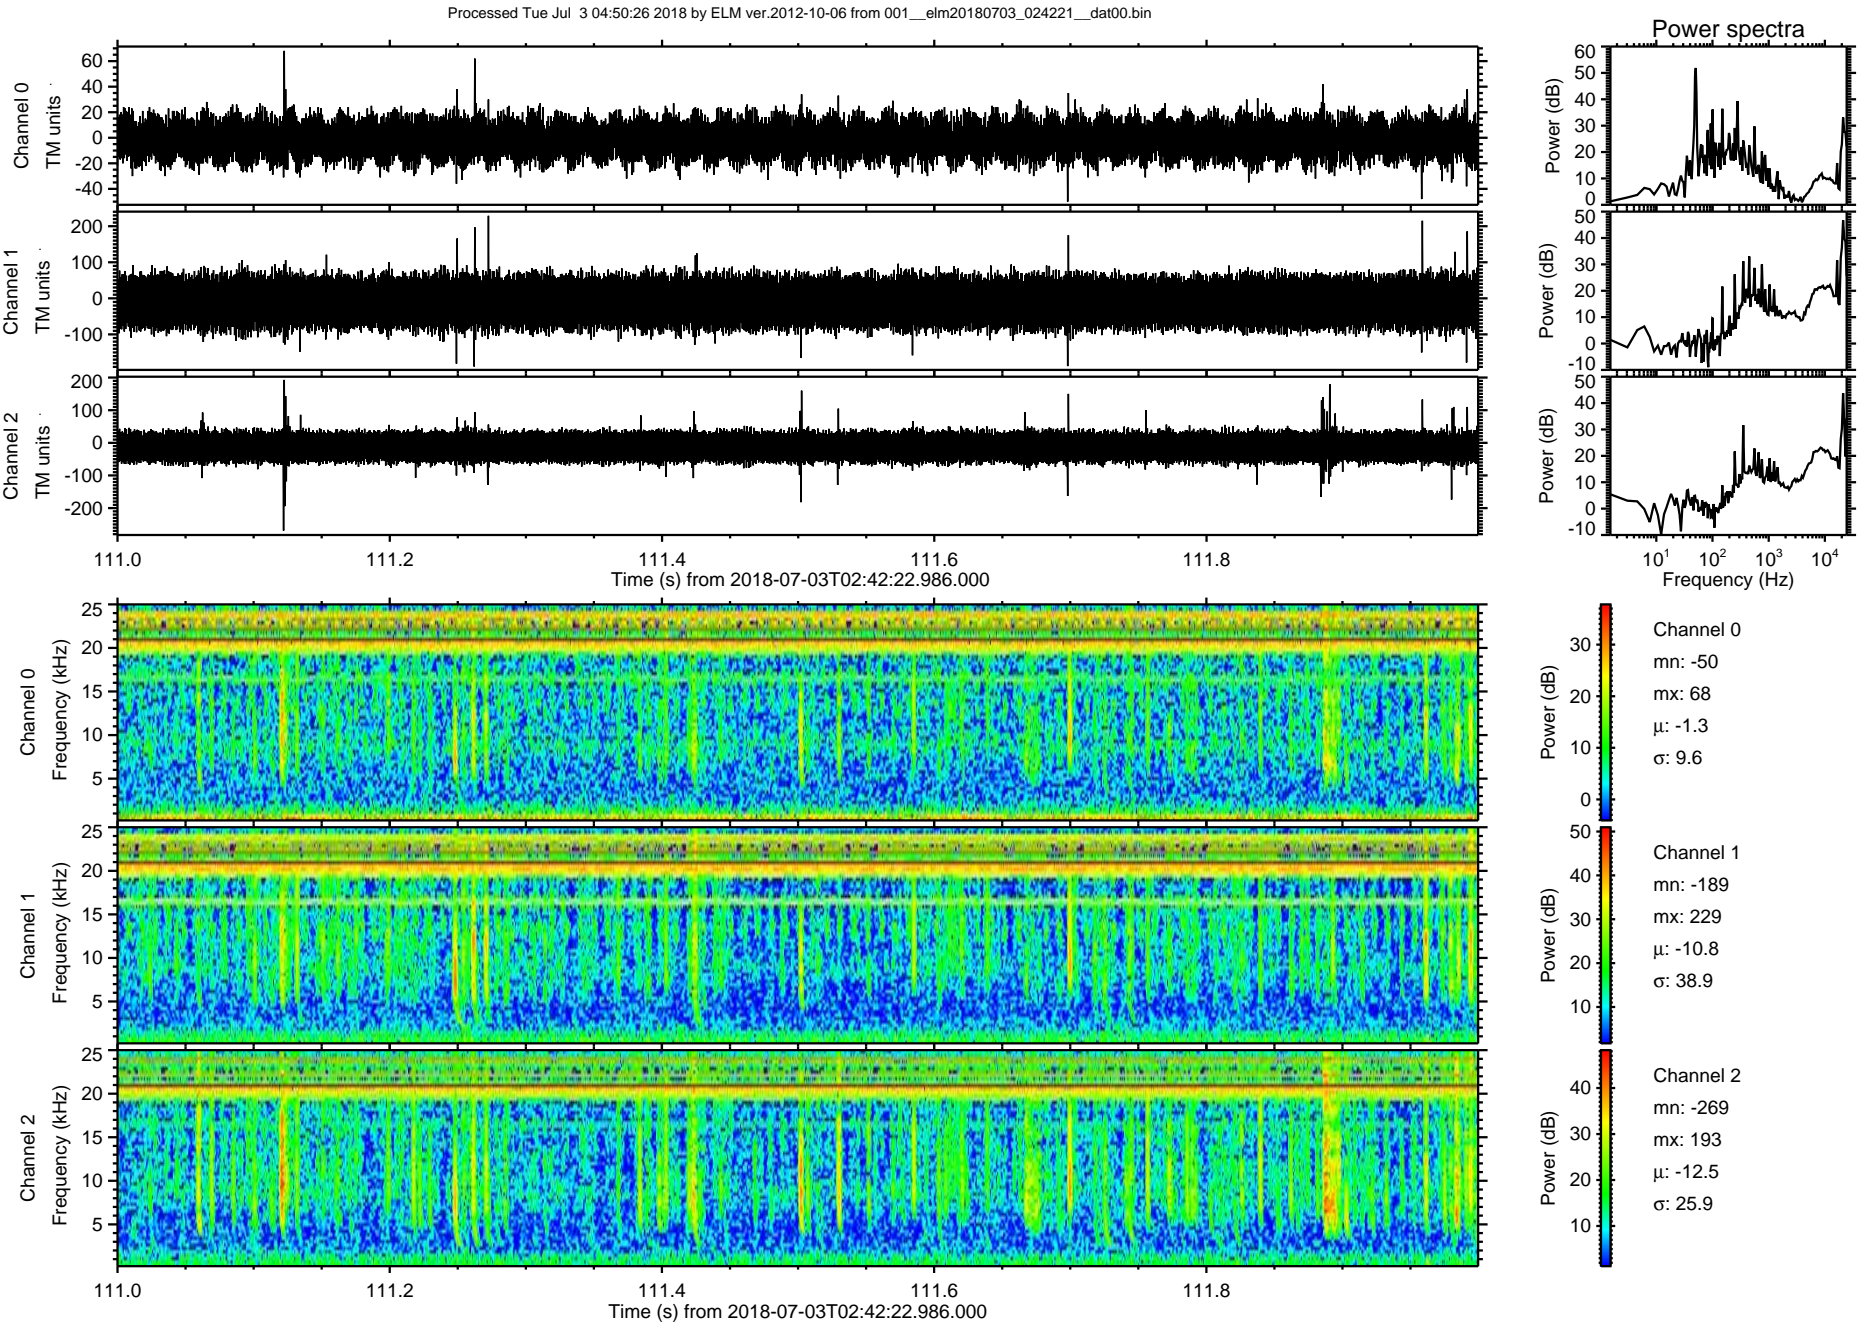 Processed Tue Jul  3 04:50:26 2018 by ELM ver.2012-10-06 from 001__elm20180703_024221__dat00.bin
Power spectra
Channel 0
TM units
60
40
20
0
-20
-40
Power (dB)
60
50
40
30
20
10
0
Channel 1
TM units
200
100
0
-100
Power (dB)
50
40
30
20
10
0
-10
Channel 2
TM units
200
100
0
-100
-200
Power (dB)
50
40
30
20
10
0
-10
111.0 111.2 111.4 111.6 111.8
Time (s) from 2018-07-03T02:42:22.986.000
10^1 10^2 10^3 10^4
Frequency (Hz)
Channel 0
Frequency (kHz)
25
20
15
10
5
Power (dB)
30
20
10
0
Channel 0
mn: -50
mx: 68
μ: -1.3
σ: 9.6
Channel 1
Frequency (kHz)
25
20
15
10
5
Power (dB)
50
40
30
20
10
Channel 1
mn: -189
mx: 229
μ: -10.8
σ: 38.9
Channel 2
Frequency (kHz)
25
20
15
10
5
Power (dB)
40
30
20
10
Channel 2
mn: -269
mx: 193
μ: -12.5
σ: 25.9
111.0 111.2 111.4 111.6 111.8
Time (s) from 2018-07-03T02:42:22.986.000